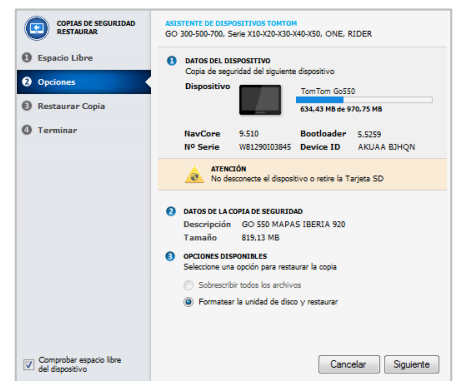 COPIAS DE SEGURIDAD
RESTAURAR
1 Espacio Libre
2 Opciones
3 Restaurar Copia
4 Terminar
Comprobar espacio libre
del dispositivo
ASISTENTE DE DISPOSITIVOS TOMTOM
GO 300-500-700, Serie X10-X20-X30-X40-X50, ONE, RIDER
1 DATOS DEL DISPOSITIVO
Copia de seguridad del siguiente dispositivo
Dispositivo
TomTom Go550
634,43 MB de 970,75 MB
NavCore 9.510 Bootloader 5.5259
Nº Serie W81290I03845 Device ID AKUAA BJHQN
ATENCIÓN
No desconecte el dispositivo o retire la Tarjeta SD
2 DATOS DE LA COPIA DE SEGURIDAD
Descripción GO 550 MAPAS IBERIA 920
Tamaño 819,13 MB
3 OPCIONES DISPONIBLES
Seleccione una opción para restaurar la copia
Sobrescribir todos los archivos
Formatear la unidad de disco y restaurar
Cancelar Siguiente